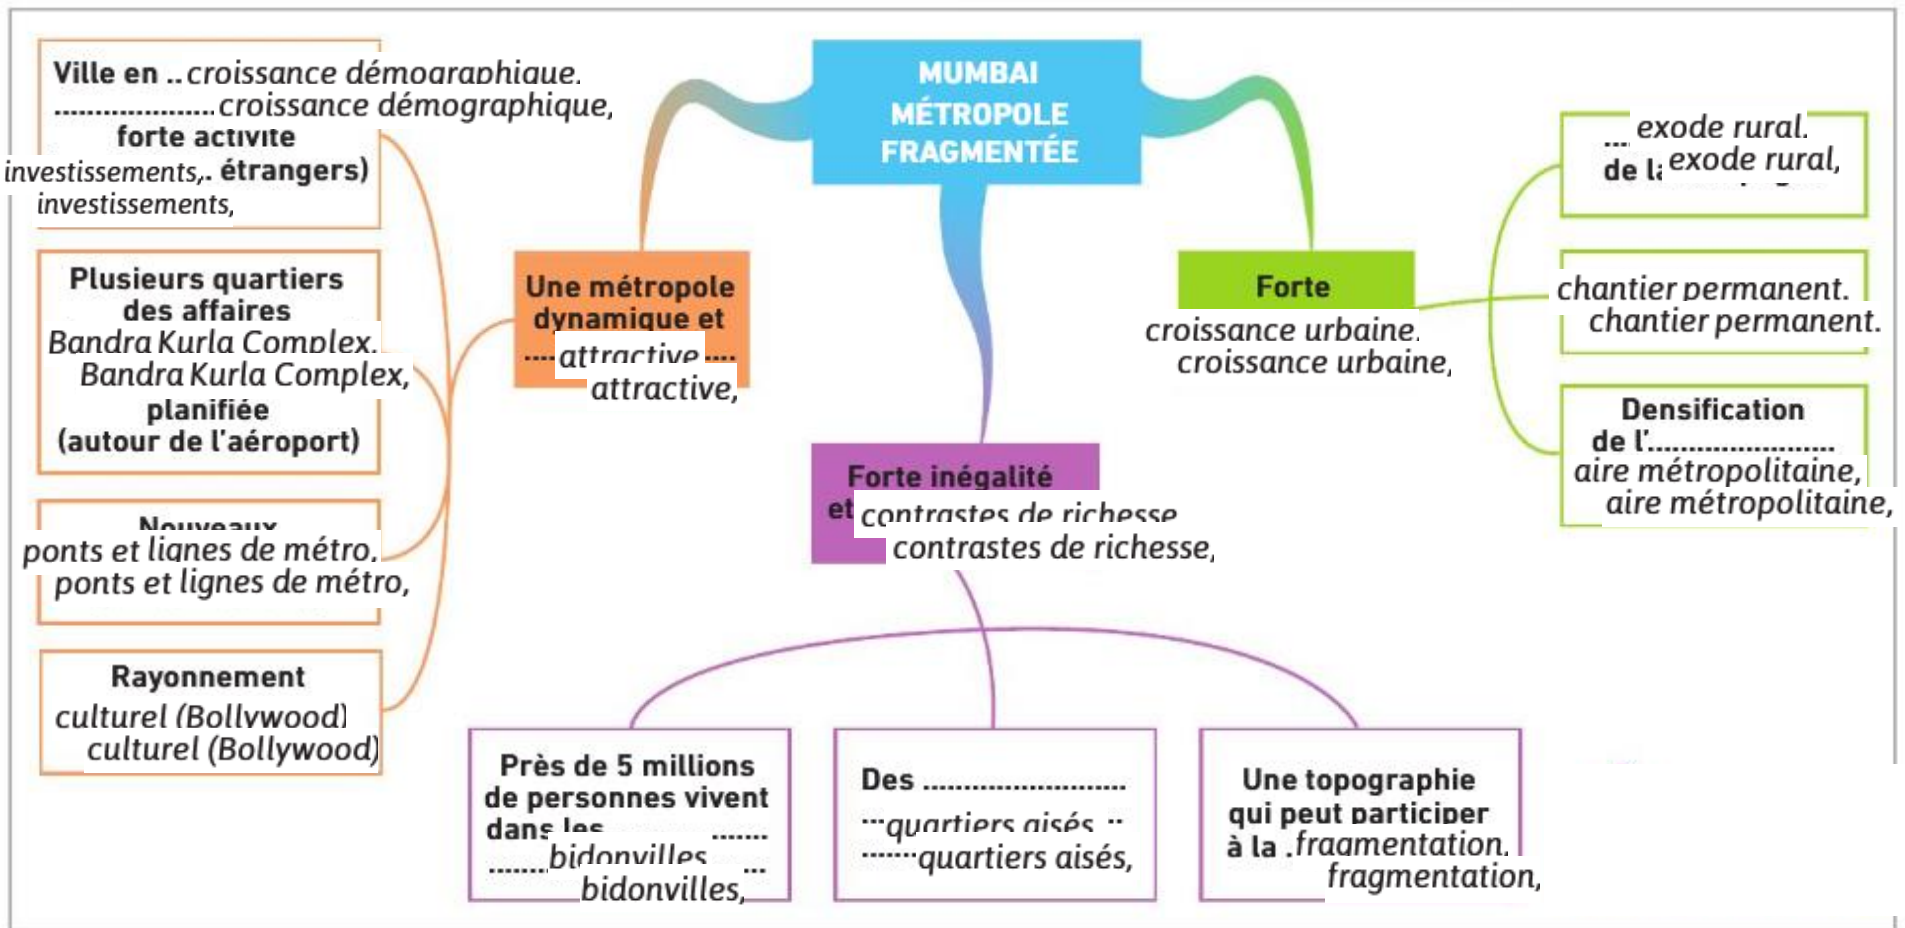 MUMBAI
MÉTROPOLE
FRAGMENTÉE
Une métropole
dynamique et
.... attractive ....
attractive,
Ville en .. croissance démographique,
..................... croissance démographique,
forte activité
investissements,. étrangers)
investissements,
Plusieurs quartiers
des affaires
Bandra Kurla Complex,
Bandra Kurla Complex,
planifiée
(autour de l'aéroport)
Nouveaux
ponts et lignes de métro,
ponts et lignes de métro,
Rayonnement
culturel (Bollywood)
culturel (Bollywood)
Forte inégalité
et contrastes de richesse
contrastes de richesse,
Près de 5 millions
de personnes vivent
dans les .......
....... bidonvilles ...
bidonvilles,
Des .........................
... quartiers aisés ..
....... quartiers aisés,
Une topographie
qui peut participer
à la . fragmentation,
fragmentation,
Forte
croissance urbaine,
croissance urbaine,
exode rural,
... exode rural,
de la
chantier permanent.
chantier permanent.
Densification
de l'.......................
aire métropolitaine,
aire métropolitaine,